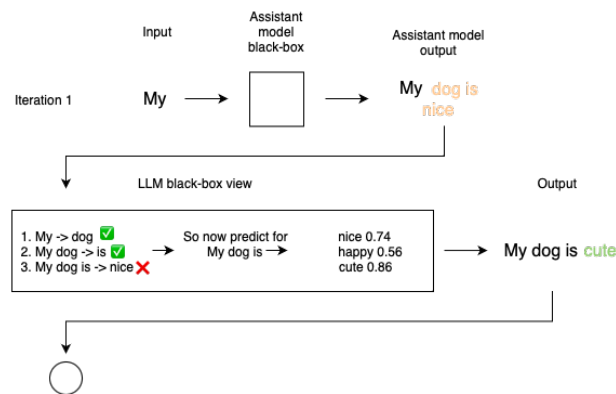 Input
Assistant
model
black-box
Assistant model
output
Iteration 1
My
My dog is
nice
LLM black-box view
Output
1. My -> dog ✅
2. My dog -> is ✅
3. My dog is -> nice ❌
So now predict for
My dog is
nice 0.74
happy 0.56
cute 0.86
My dog is cute